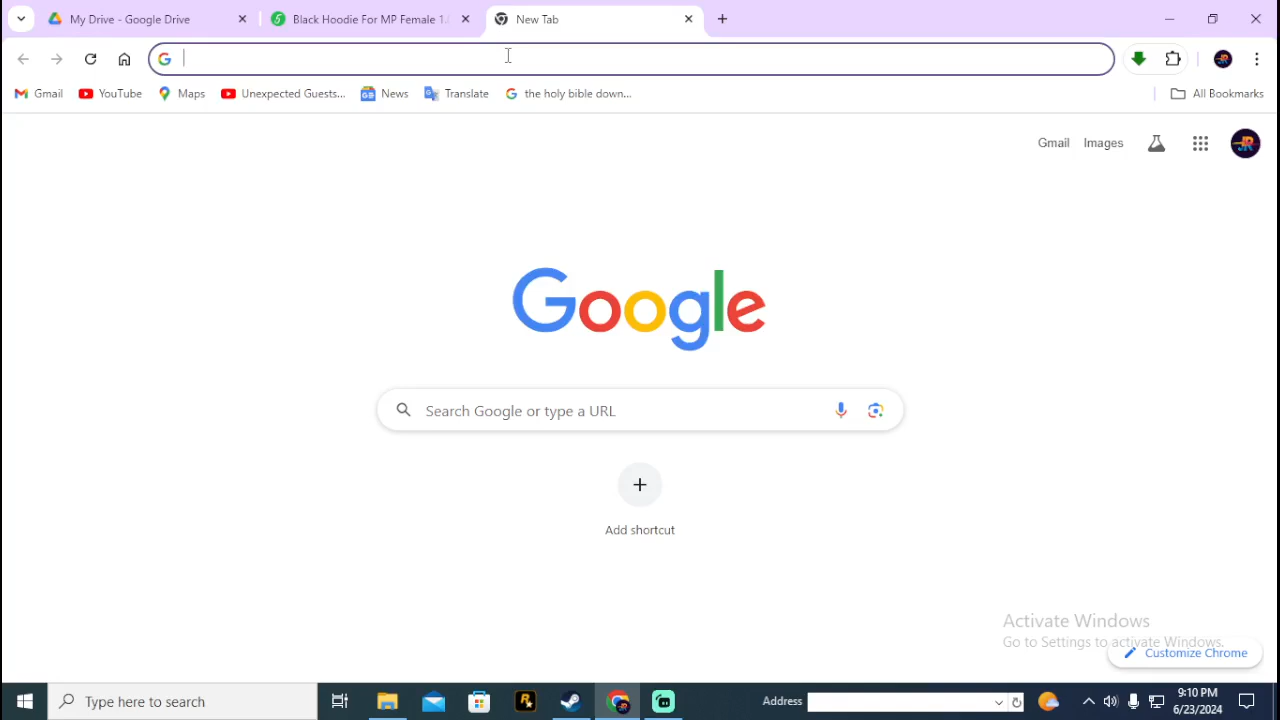 My Drive - Google Drive
Black Hoodie For MP Female 1.
New Tab
Gmail
YouTube
Maps
Unexpected Guests...
News
Translate
the holy bible down...
All Bookmarks
Gmail
Images
JR
Google
Search Google or type a URL
Add shortcut
Activate Windows
Go to Settings to activate Windows.
Customize Chrome
Type here to search
Address
9:10 PM
6/23/2024